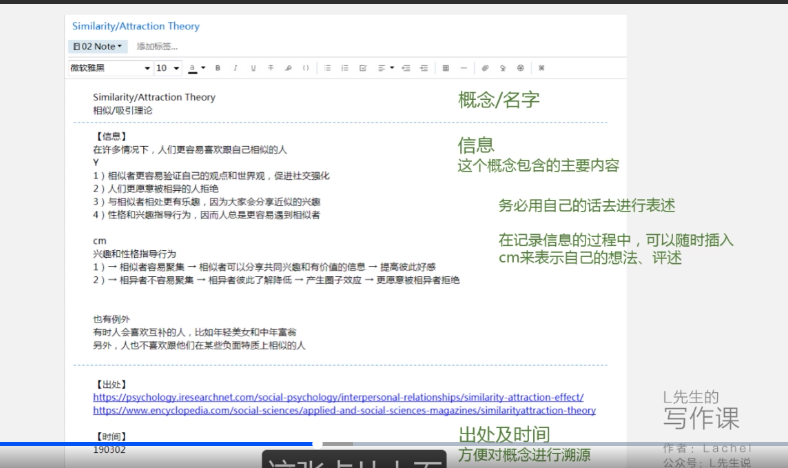 Similarity/Attraction Theory
02 Note
添加标签...
微软雅黑 10 a B I U T
Similarity/Attraction Theory
相似/吸引理论
概念/名字
【信息】
在许多情况下，人们更容易喜欢跟自己相似的人
Y
1）相似者更容易验证自己的观点和世界观，促进社交强化
2）人们更愿意被相异的人拒绝
3）与相似者相处更有乐趣，因为大家会分享近似的兴趣
4）性格和兴趣指导行为，因而人总是更容易遇到相似者
信息
这个概念包含的主要内容
务必用自己的话去进行表述
在记录信息的过程中，可以随时插入
cm来表示自己的想法、评述
cm
兴趣和性格指导行为
1）→ 相似者容易聚集 → 相似者可以分享共同兴趣和有价值的信息 → 提高彼此好感
2）→ 相异者不容易聚集 → 相异者彼此了解降低 → 产生圈子效应 → 更愿意被相异者拒绝
也有例外
有时人会喜欢互补的人，比如年轻美女和中年富翁
另外，人也不喜欢跟他们在某些负面特质上相似的人
【出处】
https://psychology.iresearchnet.com/social-psychology/interpersonal-relationships/similarity-attraction-effect/
https://www.encyclopedia.com/social-sciences/applied-and-social-sciences-magazines/similarityattraction-theory
【时间】
190302
出处及时间
方便对概念进行溯源
L先生的
写作课
作者：Lachel
公众号：L先生说
这张卡片上面